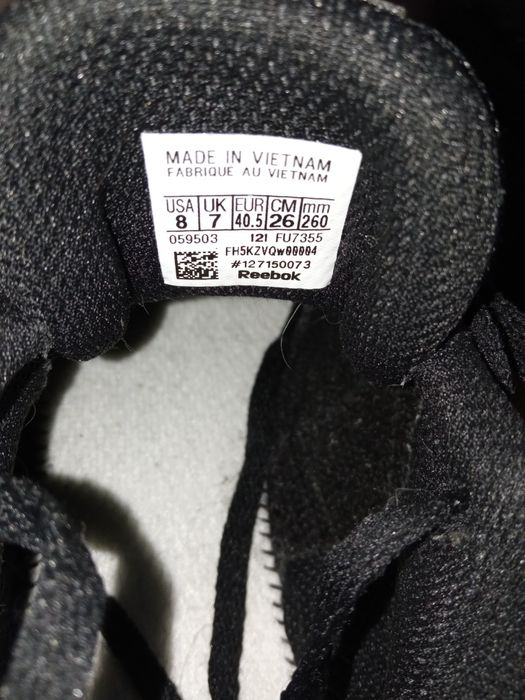 MADE IN VIETNAM
FABRIQUE AU VIETNAM
USA UK EUR CM mm
8 7 40.5 26 260
059503 121 FU7355
FH5KZVQw00004
#127150073
Reebok